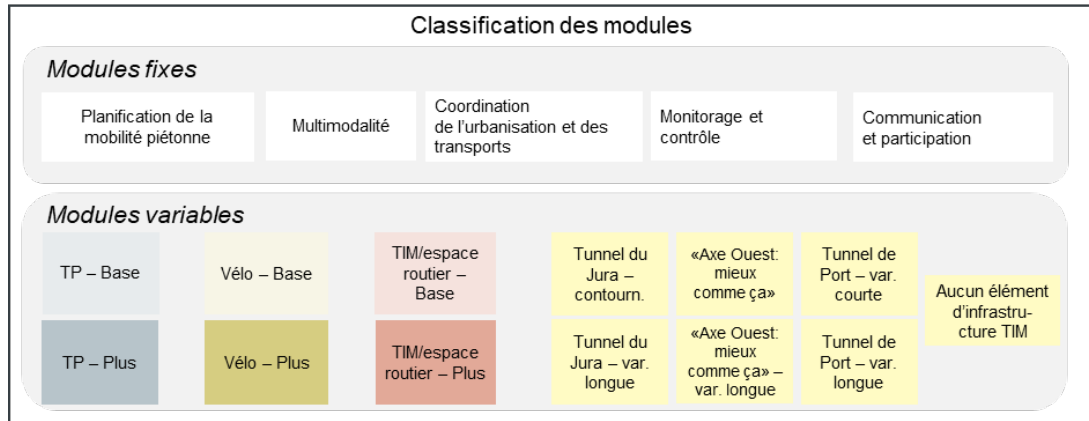 Classification des modules
Modules fixes
Planification de la
mobilité piétonne
Multimodalité
Coordination
de l'urbanisation et des
transports
Monitorage et
contrôle
Communication
et participation
Modules variables
TP – Base
Vélo – Base
TIM/espace
routier –
Base
Tunnel du
Jura –
contourn.
«Axe Ouest:
mieux
comme ça»
Tunnel de
Port – var.
courte
Aucun élément
d'infrastru-
cture TIM
TP – Plus
Vélo – Plus
TIM/espace
routier – Plus
Tunnel du
Jura – var.
longue
«Axe Ouest:
mieux
comme ça» –
var. longue
Tunnel de
Port – var.
longue